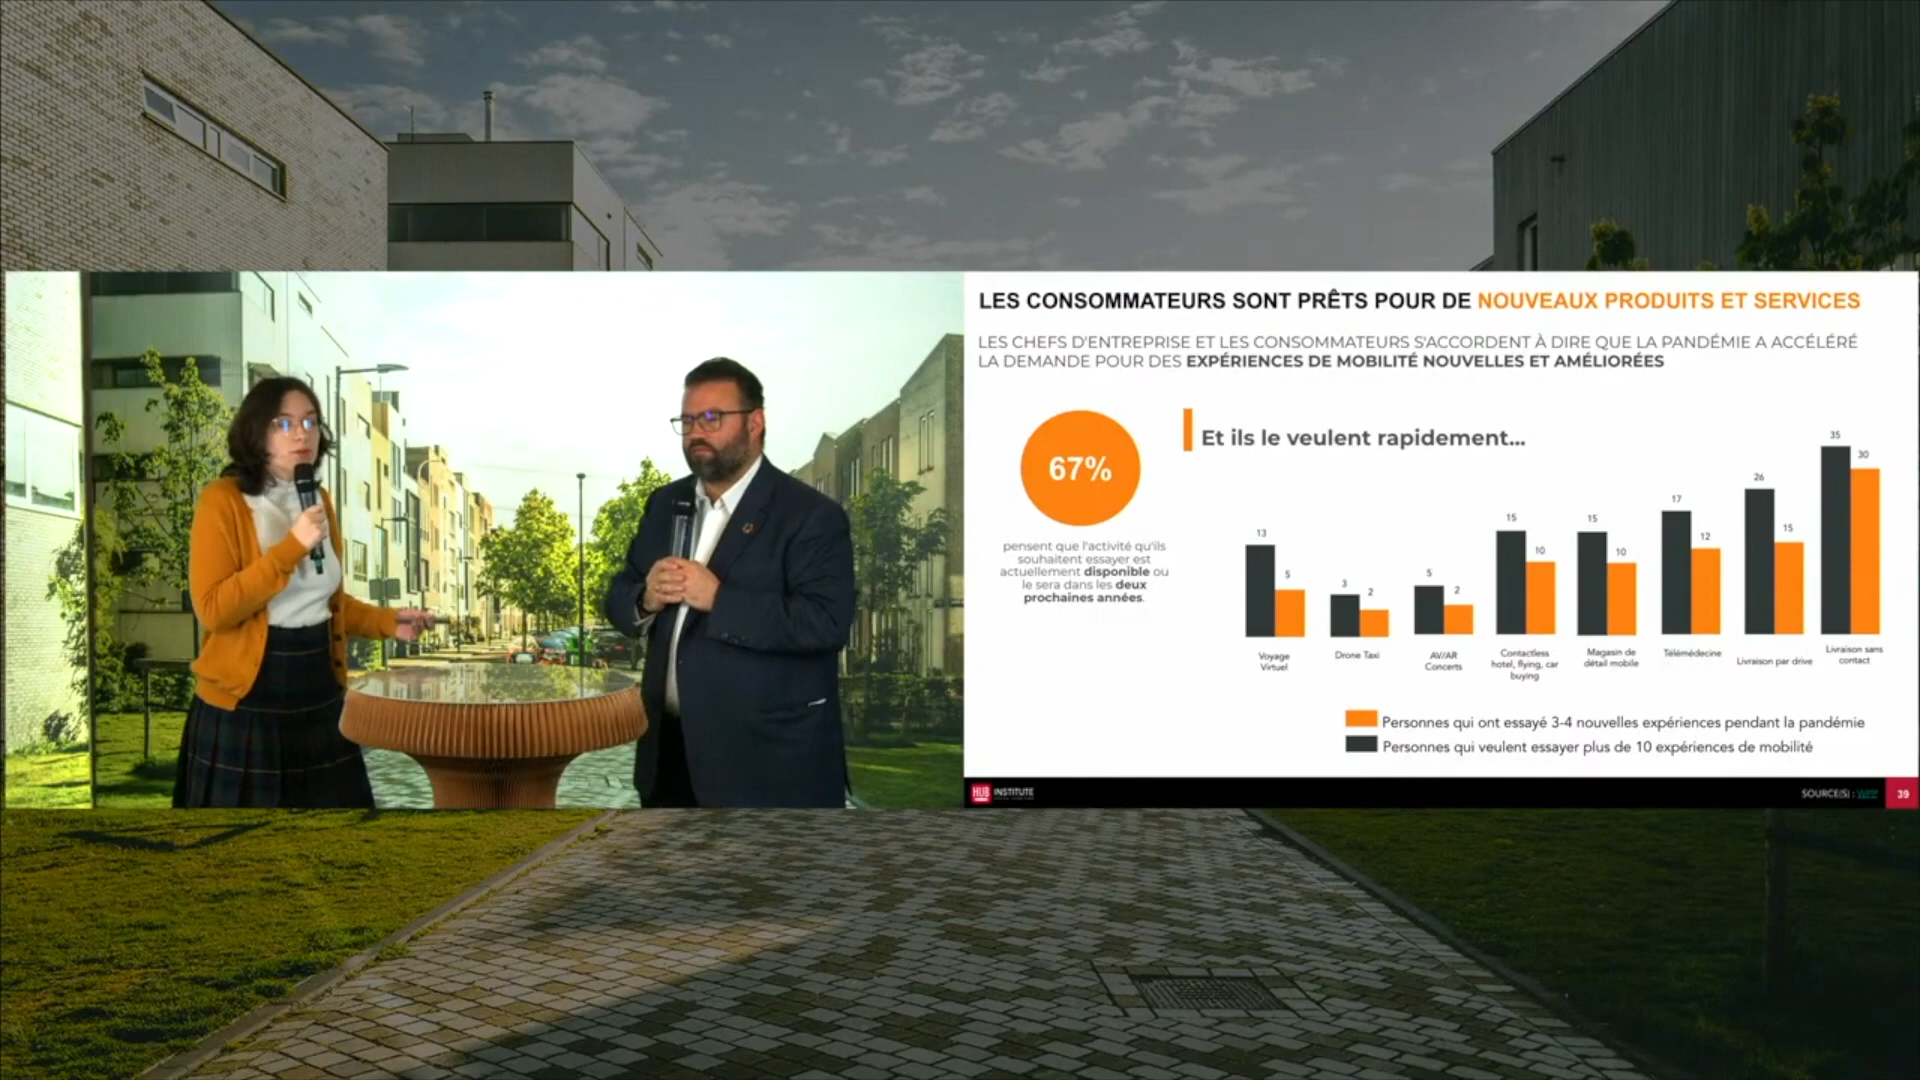 LES CONSOMMATEURS SONT PRÊTS POUR DE NOUVEAUX PRODUITS ET SERVICES
LES CHEFS D'ENTREPRISE ET LES CONSOMMATEURS S'ACCORDENT À DIRE QUE LA PANDÉMIE A ACCÉLÉRÉ
LA DEMANDE POUR DES EXPÉRIENCES DE MOBILITÉ NOUVELLES ET AMÉLIORÉES
67%
pensent que l'activité qu'ils
souhaitent essayer est
actuellement disponible ou
le sera dans les deux
prochaines années.
Et ils le veulent rapidement...
13
5
3
2
5
2
15
10
15
10
17
12
26
15
35
30
Voyage
Virtuel
Drone Taxi
AV/AR
Concerts
Contactless
hotel, flying, car
buying
Magasin de
détail mobile
Télémédecine
Livraison par drive
Livraison sans
contact
Personnes qui ont essayé 3-4 nouvelles expériences pendant la pandémie
Personnes qui veulent essayer plus de 10 expériences de mobilité
HUB
INSTITUTE
SOURCE(S) :
39